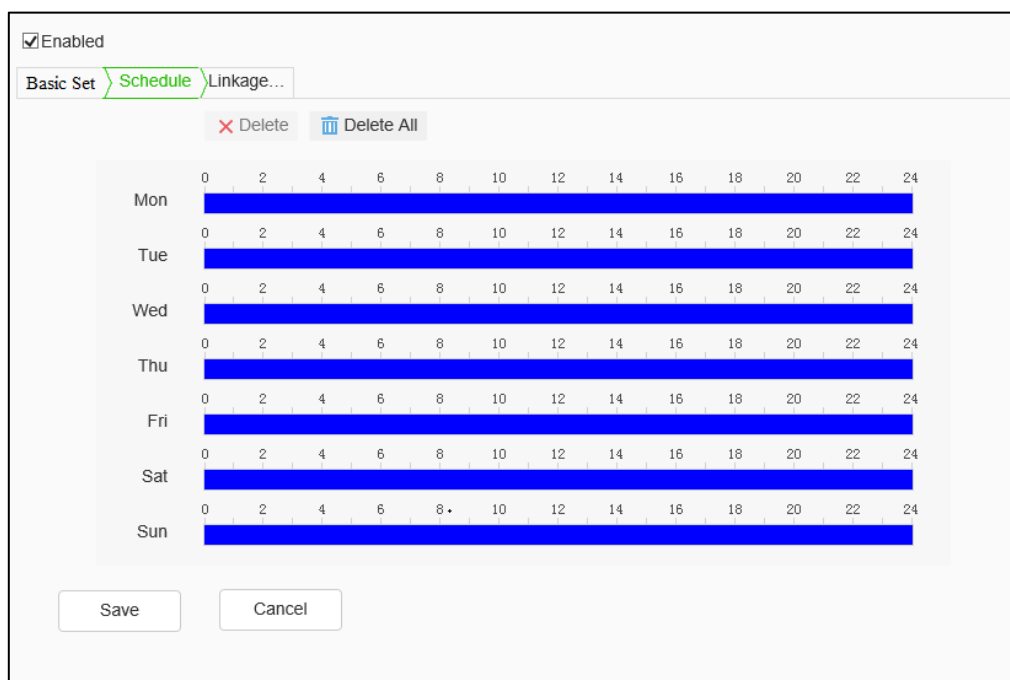 Enabled
Basic Set Schedule Linkage...
Delete Delete All
0 2 4 6 8 10 12 14 16 18 20 22 24
Mon
0 2 4 6 8 10 12 14 16 18 20 22 24
Tue
0 2 4 6 8 10 12 14 16 18 20 22 24
Wed
0 2 4 6 8 10 12 14 16 18 20 22 24
Thu
0 2 4 6 8 10 12 14 16 18 20 22 24
Fri
0 2 4 6 8 10 12 14 16 18 20 22 24
Sat
0 2 4 6 8 10 12 14 16 18 20 22 24
Sun
Save Cancel